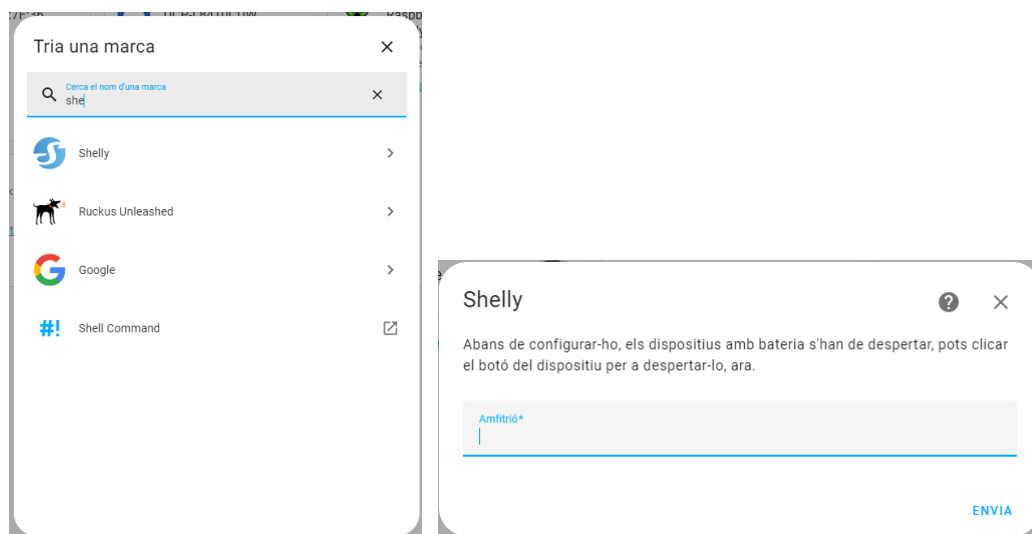 Tria una marca
Cerca el nom d'una marca
she
Shelly
Ruckus Unleashed
Google
#! Shell Command
Shelly
Abans de configurar-ho, els dispositius amb bateria s'han de despertar, pots clicar
el botó del dispositiu per a despertar-lo, ara.
Amfitrió*
ENVIA